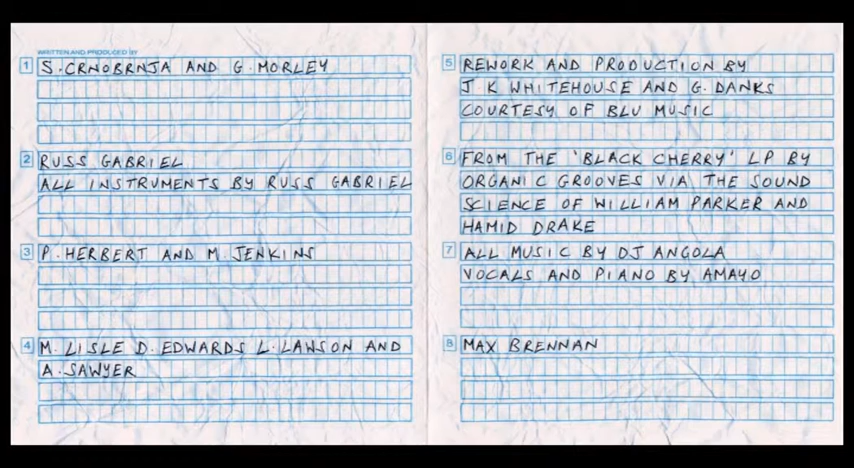 WRITTEN AND PRODUCED BY
1 S. CRNOBRNJA AND G. MORLEY
2 RUSS GABRIEL
ALL INSTRUMENTS BY RUSS GABRIEL
3 P. HERBERT AND M. JENKINS
4 M. LISLE D. EDWARDS L. LAWSON AND
A. SAWYER
5 REWORK AND PRODUCTION BY
J K WHITEHOUSE AND G. DANKS
COURTESY OF BLU MUSIC
6 FROM THE 'BLACK CHERRY' LP BY
ORGANIC GROOVES VIA THE SOUND
SCIENCE OF WILLIAM PARKER AND
HAMID DRAKE
7 ALL MUSIC BY DJ ANGOLA
VOCALS AND PIANO BY AMAYO
8 MAX BRENNAN